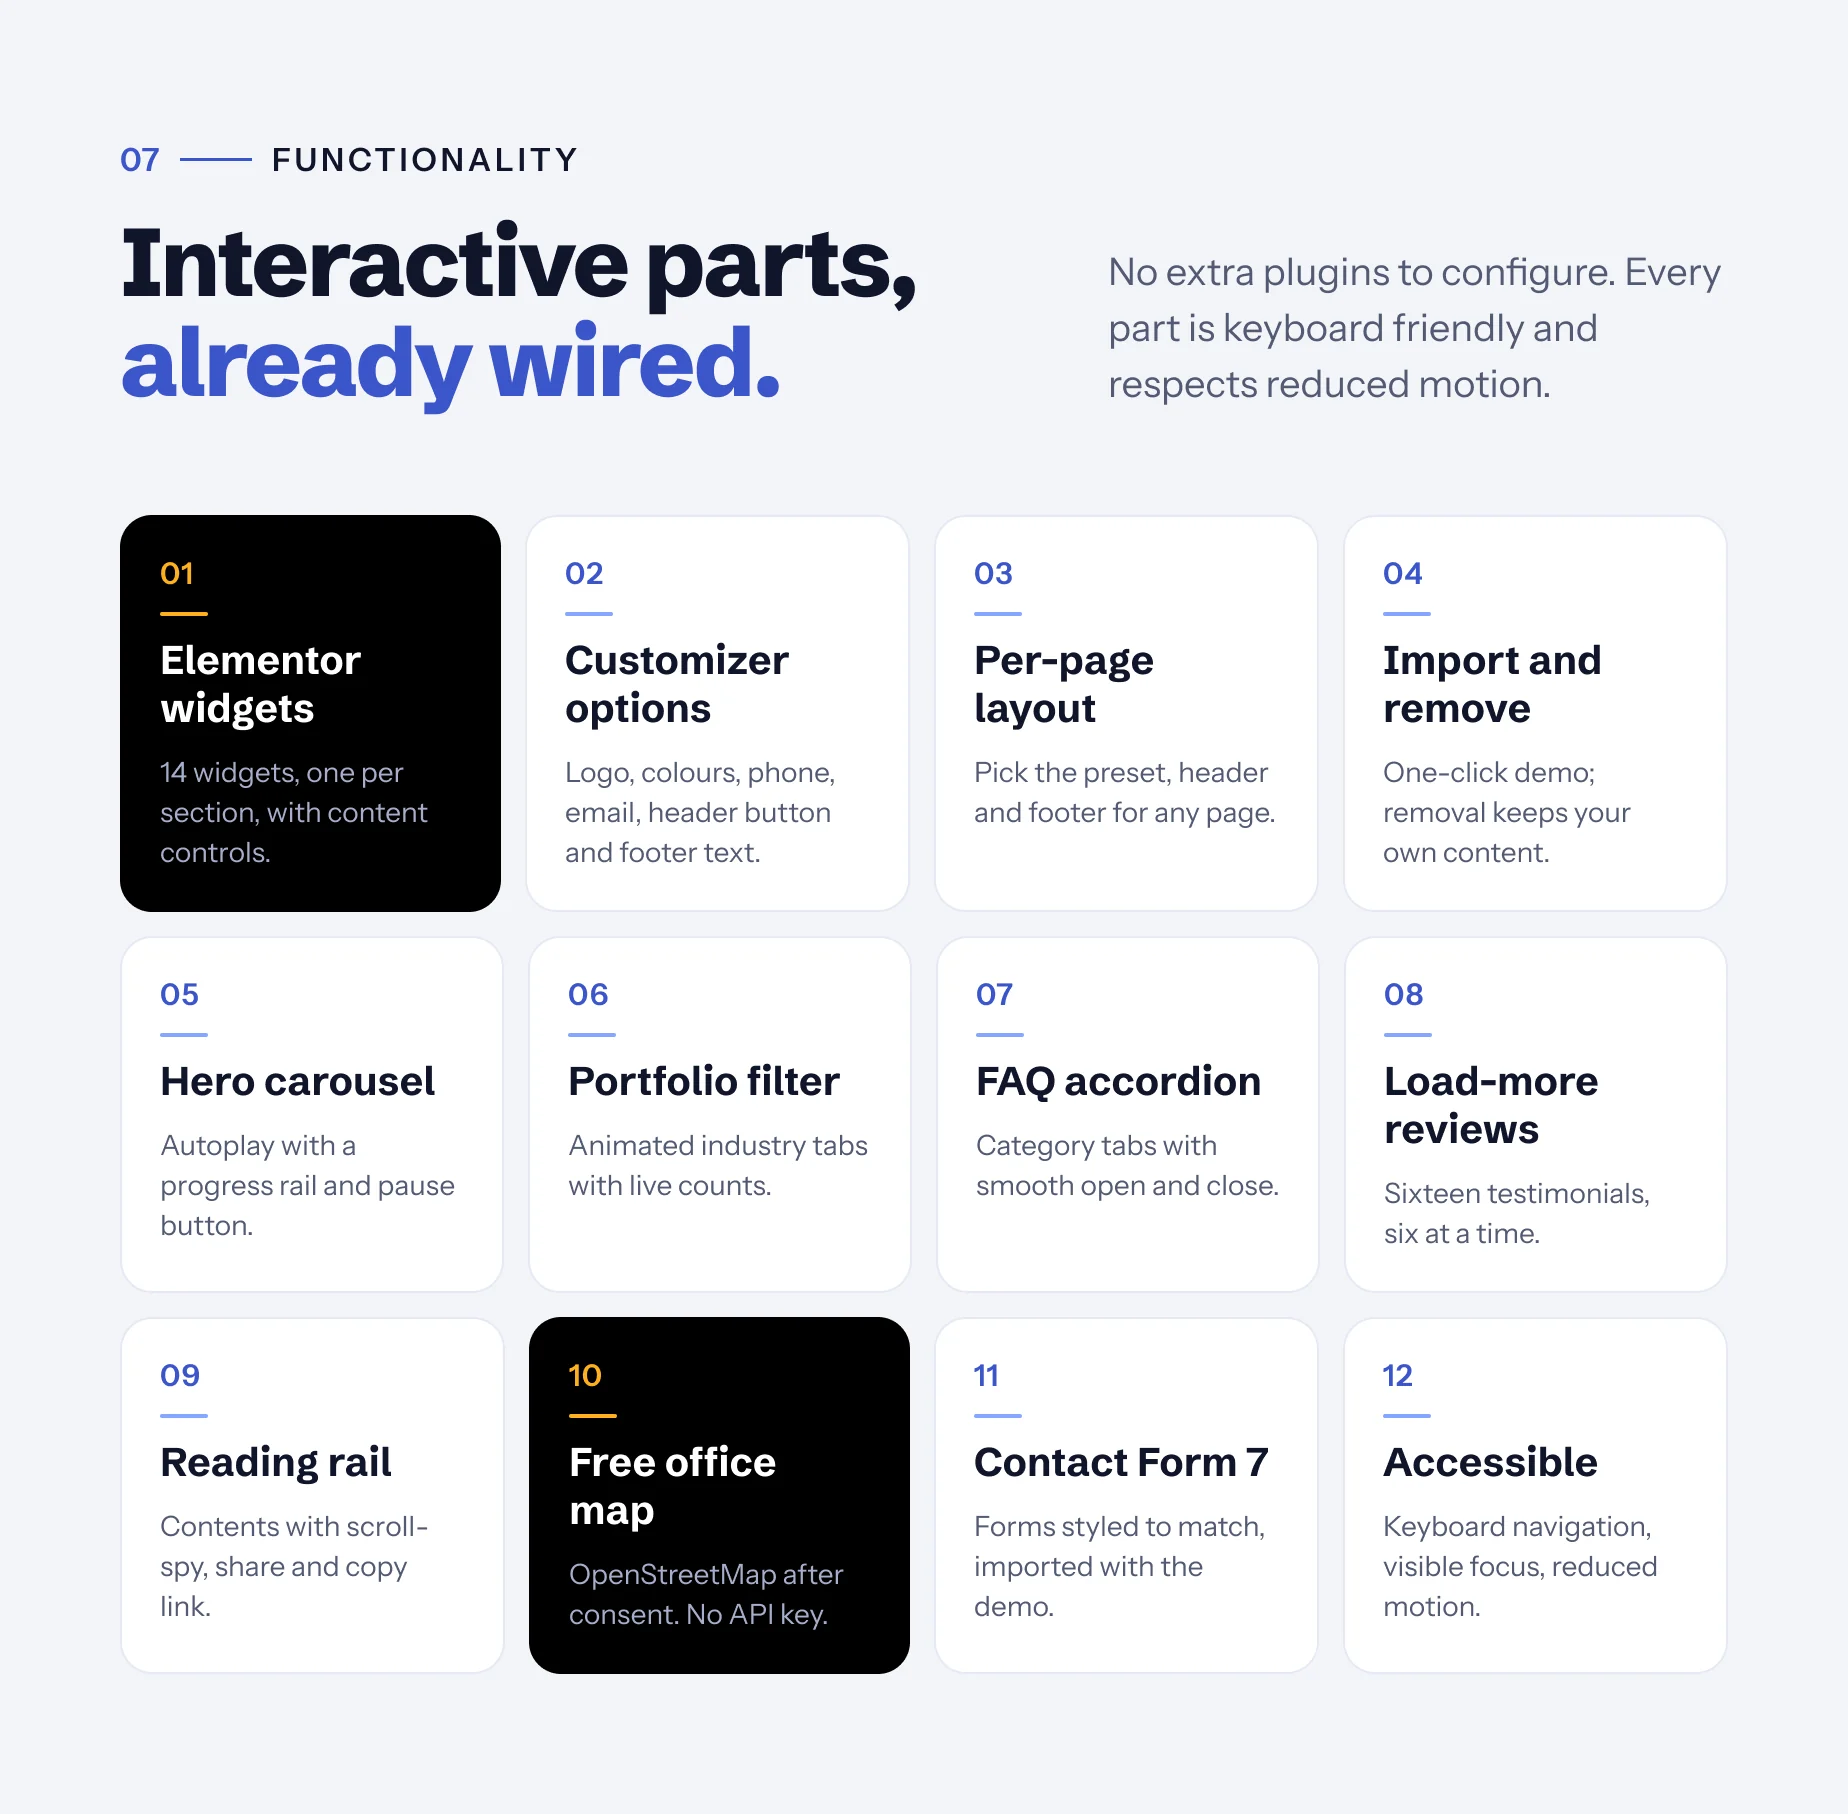 07 FUNCTIONALITY
Interactive parts,
already wired.
No extra plugins to configure. Every
part is keyboard friendly and
respects reduced motion.
01
Elementor
widgets
14 widgets, one per
section, with content
controls.
02
Customizer
options
Logo, colours, phone,
email, header button
and footer text.
03
Per-page
layout
Pick the preset, header
and footer for any page.
04
Import and
remove
One-click demo;
removal keeps your
own content.
05
Hero carousel
Autoplay with a
progress rail and pause
button.
06
Portfolio filter
Animated industry tabs
with live counts.
07
FAQ accordion
Category tabs with
smooth open and close.
08
Load-more
reviews
Sixteen testimonials,
six at a time.
09
Reading rail
Contents with scroll-
spy, share and copy
link.
10
Free office
map
OpenStreetMap after
consent. No API key.
11
Contact Form 7
Forms styled to match,
imported with the
demo.
12
Accessible
Keyboard navigation,
visible focus, reduced
motion.